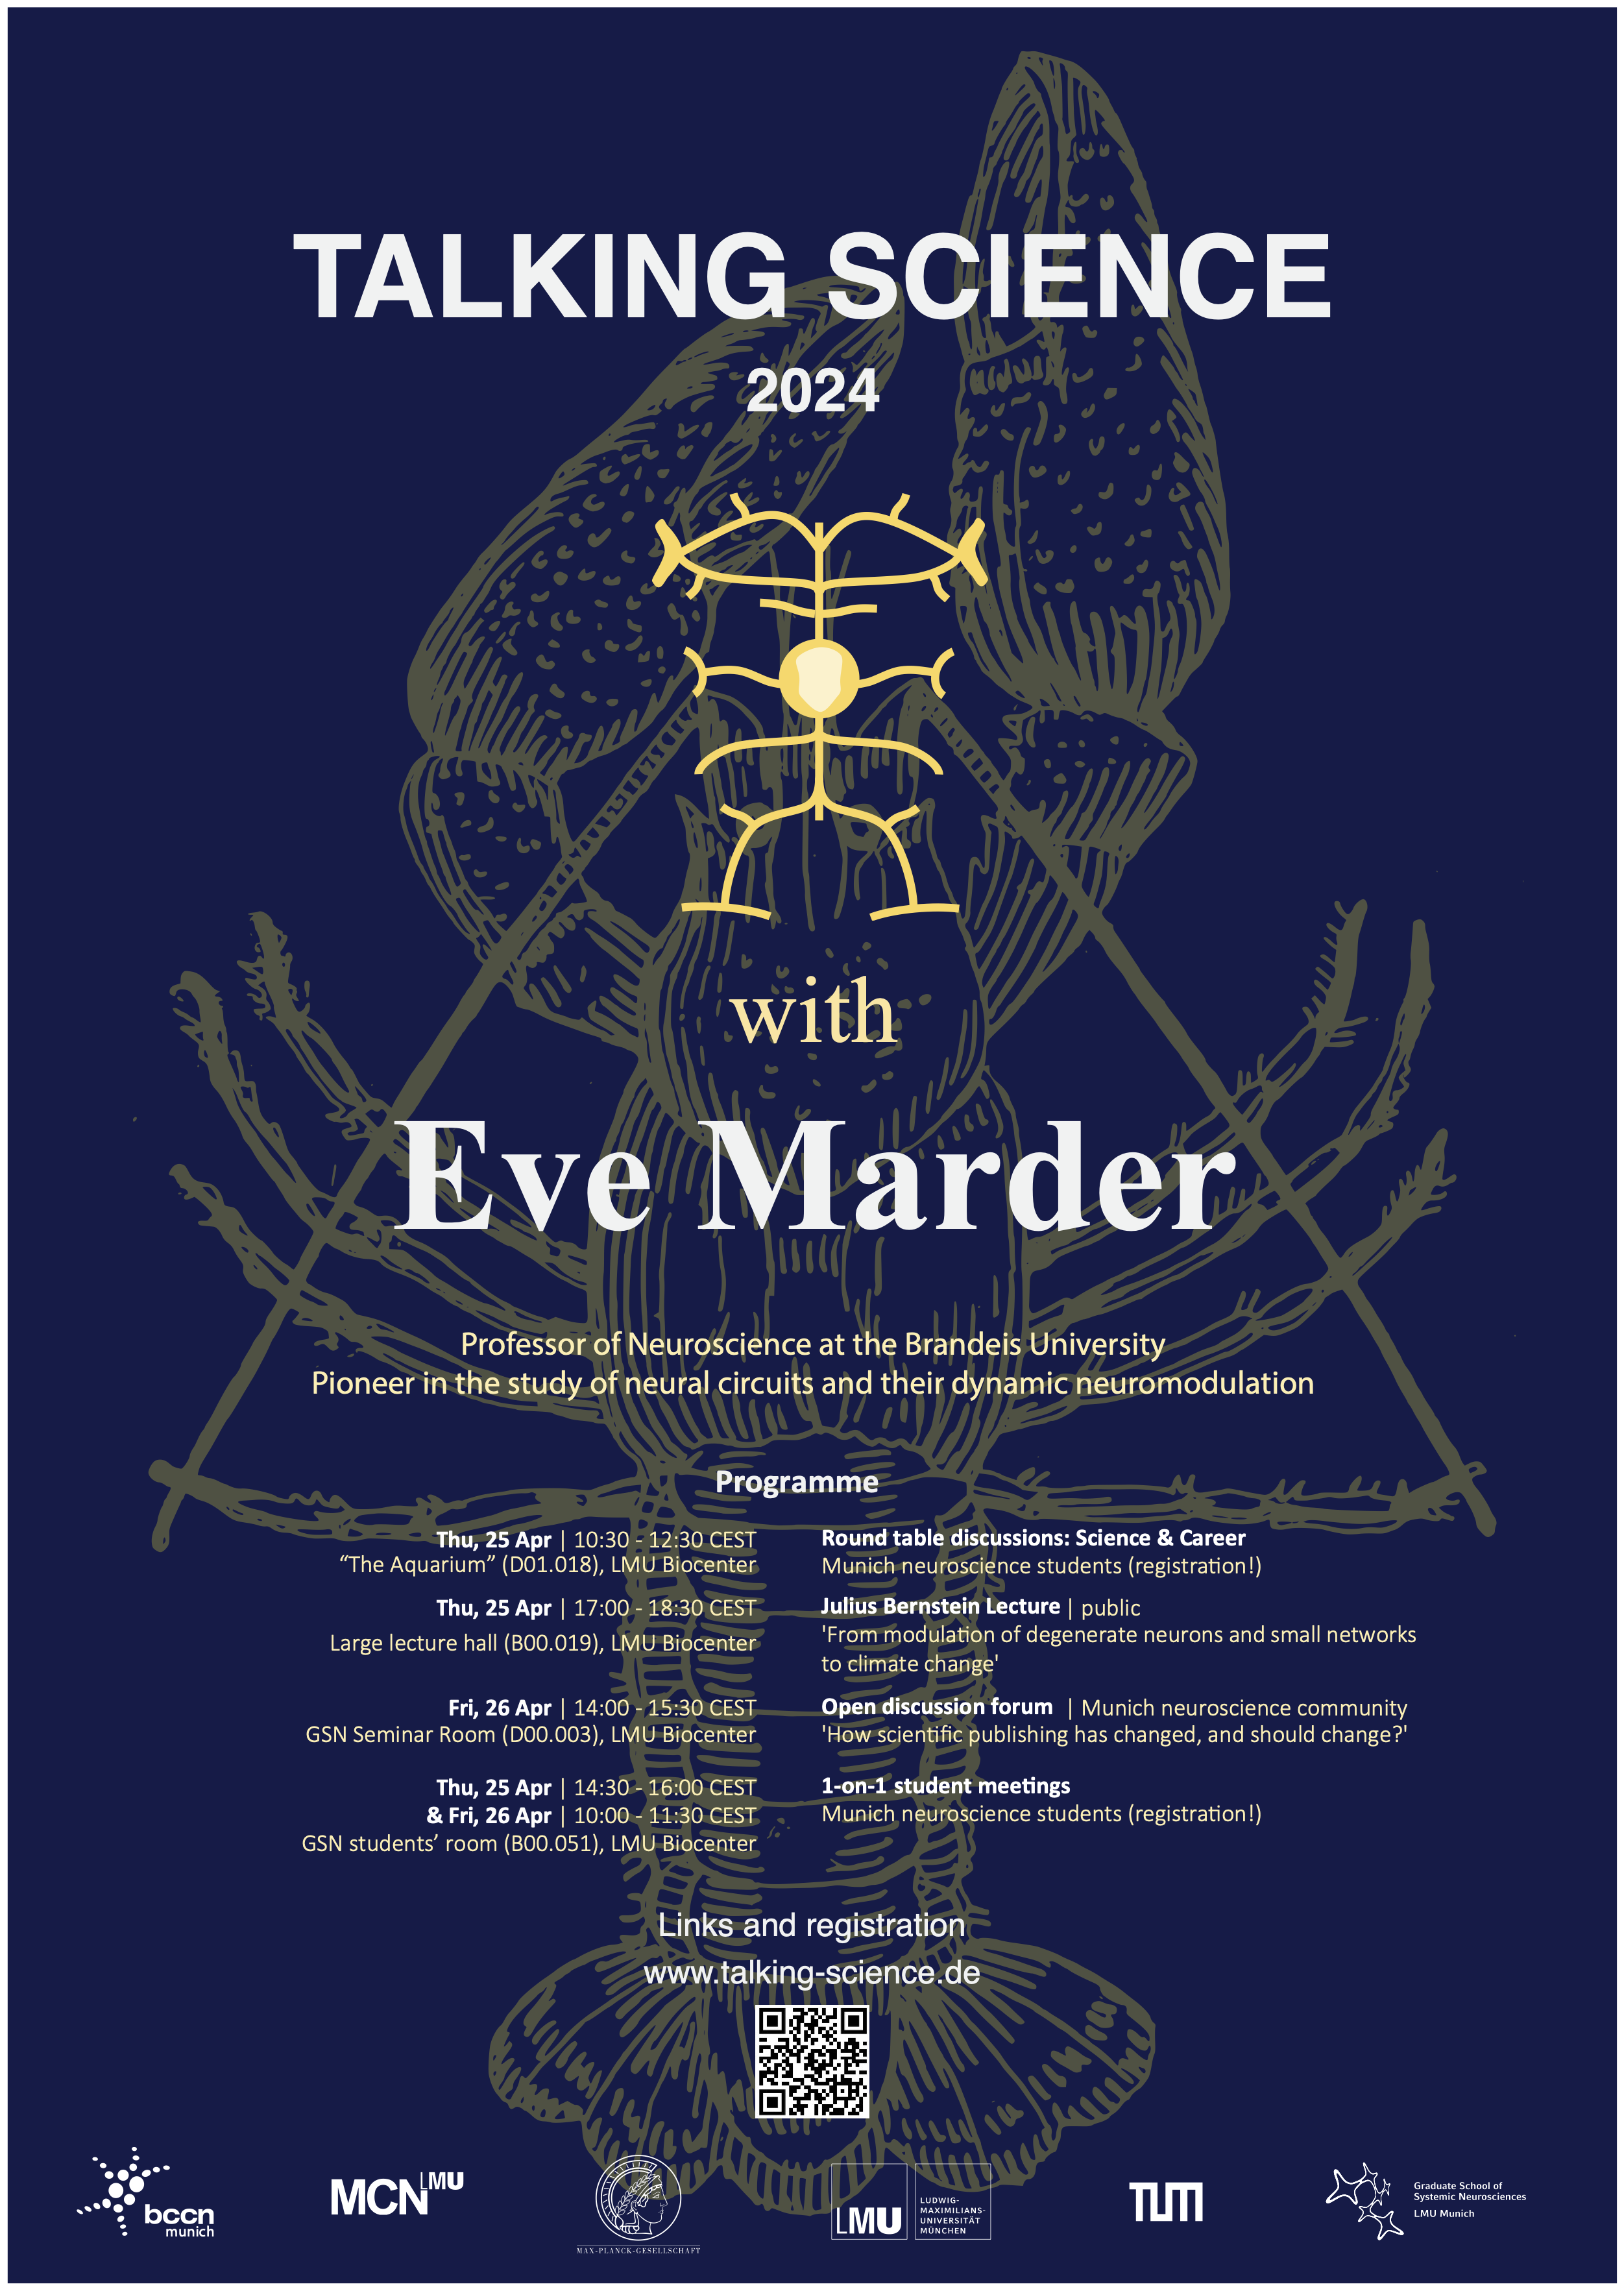 TALKING SCIENCE
2024
with
Eve Marder
Professor of Neuroscience at the Brandeis University
Pioneer in the study of neural circuits and their dynamic neuromodulation
Programme
Thu, 25 Apr | 10:30 - 12:30 CEST
“The Aquarium” (D01.018), LMU Biocenter
Round table discussions: Science & Career
Munich neuroscience students (registration!)
Thu, 25 Apr | 17:00 - 18:30 CEST
Large lecture hall (B00.019), LMU Biocenter
Julius Bernstein Lecture | public
'From modulation of degenerate neurons and small networks
to climate change'
Fri, 26 Apr | 14:00 - 15:30 CEST
GSN Seminar Room (D00.003), LMU Biocenter
Open discussion forum | Munich neuroscience community
'How scientific publishing has changed, and should change?'
Thu, 25 Apr | 14:30 - 16:00 CEST
& Fri, 26 Apr | 10:00 - 11:30 CEST
GSN students’ room (B00.051), LMU Biocenter
1-on-1 student meetings
Munich neuroscience students (registration!)
Links and registration
www.talking-science.de
bccn
munich
MCN LMU
MAX-PLANCK-GESELLSCHAFT
LMU
LUDWIG-
MAXIMILIANS-
UNIVERSITÄT
MÜNCHEN
TUM
Graduate School of
Systemic Neurosciences
LMU Munich